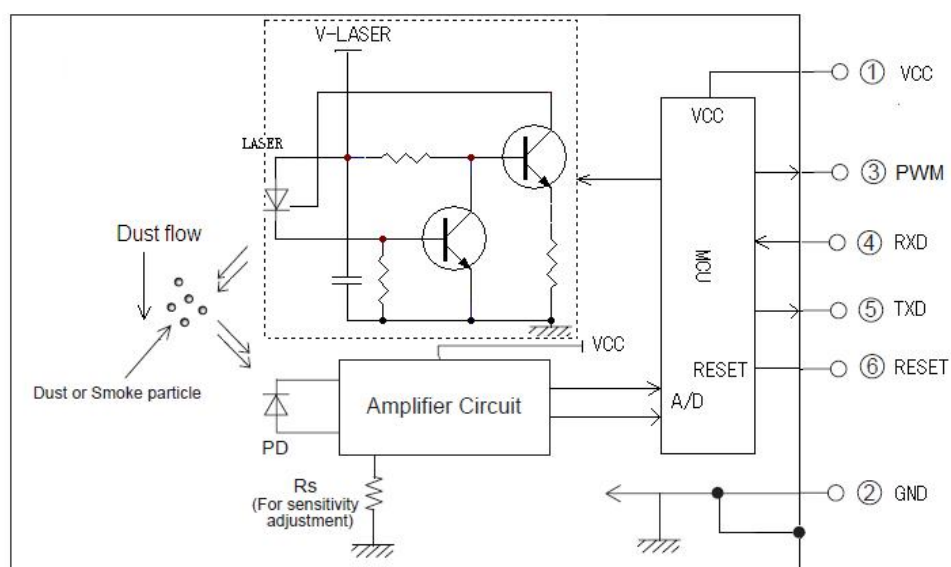 V-LASER
① VCC
VCC
LASER
③ PWM
Dust flow
④ RXD
MCU
⑤ TXD
VCC
RESET
⑥ RESET
Dust or Smoke particle
Amplifier Circuit
A/D
PD
Rs
(For sensitivity
adjustment)
② GND